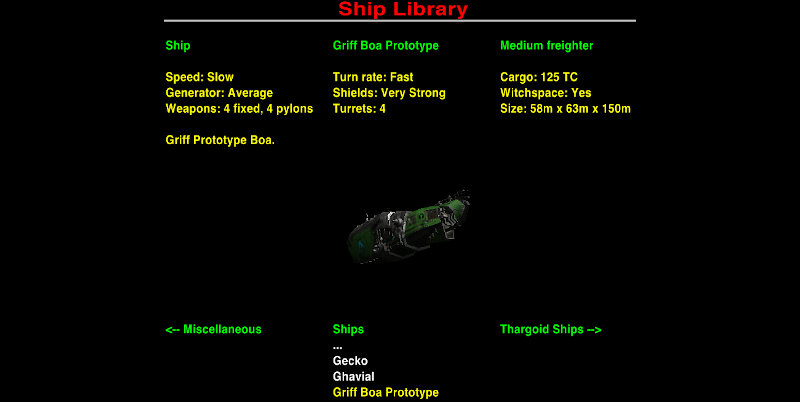 Ship Library
Ship Griff Boa Prototype Medium freighter
Speed: Slow Turn rate: Fast Cargo: 125 TC
Generator: Average Shields: Very Strong Witchspace: Yes
Weapons: 4 fixed, 4 pylons Turrets: 4 Size: 58m x 63m x 150m
Griff Prototype Boa.
<-- Miscellaneous Ships Thargoid Ships -->
...
Gecko
Ghavial
Griff Boa Prototype